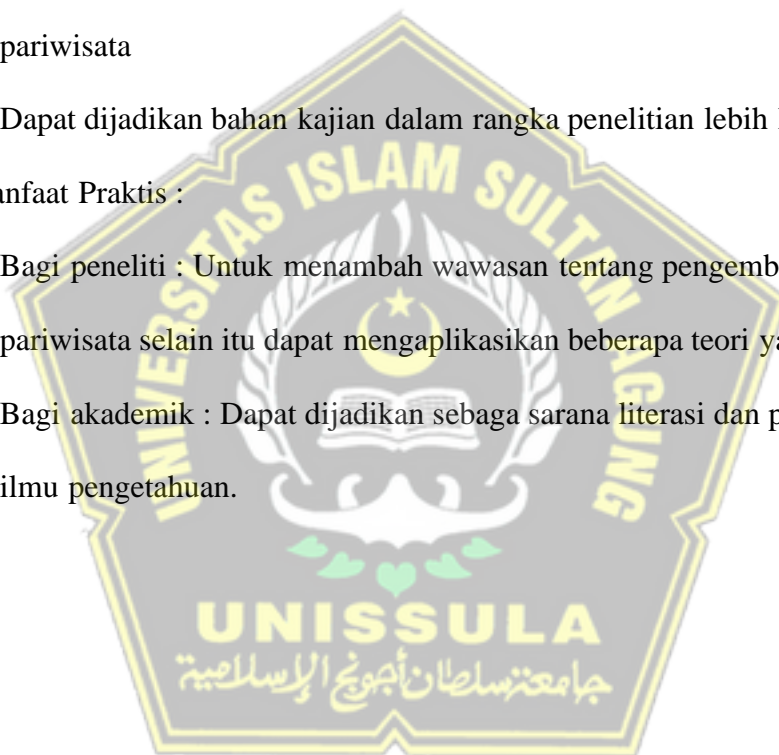 pariwisata
Dapat dijadikan bahan kajian dalam rangka penelitian lebih
anfaat Praktis :
Bagi peneliti : Untuk menambah wawasan tentang pengemb
pariwisata selain itu dapat mengaplikasikan beberapa teori ya
Bagi akademik : Dapat dijadikan sebaga sarana literasi dan p
ilmu pengetahuan.
UNIVERSITAS ISLAM SULTAN AGUNG
UNISSULA
جامعة سلطان أجونج الإسلامية